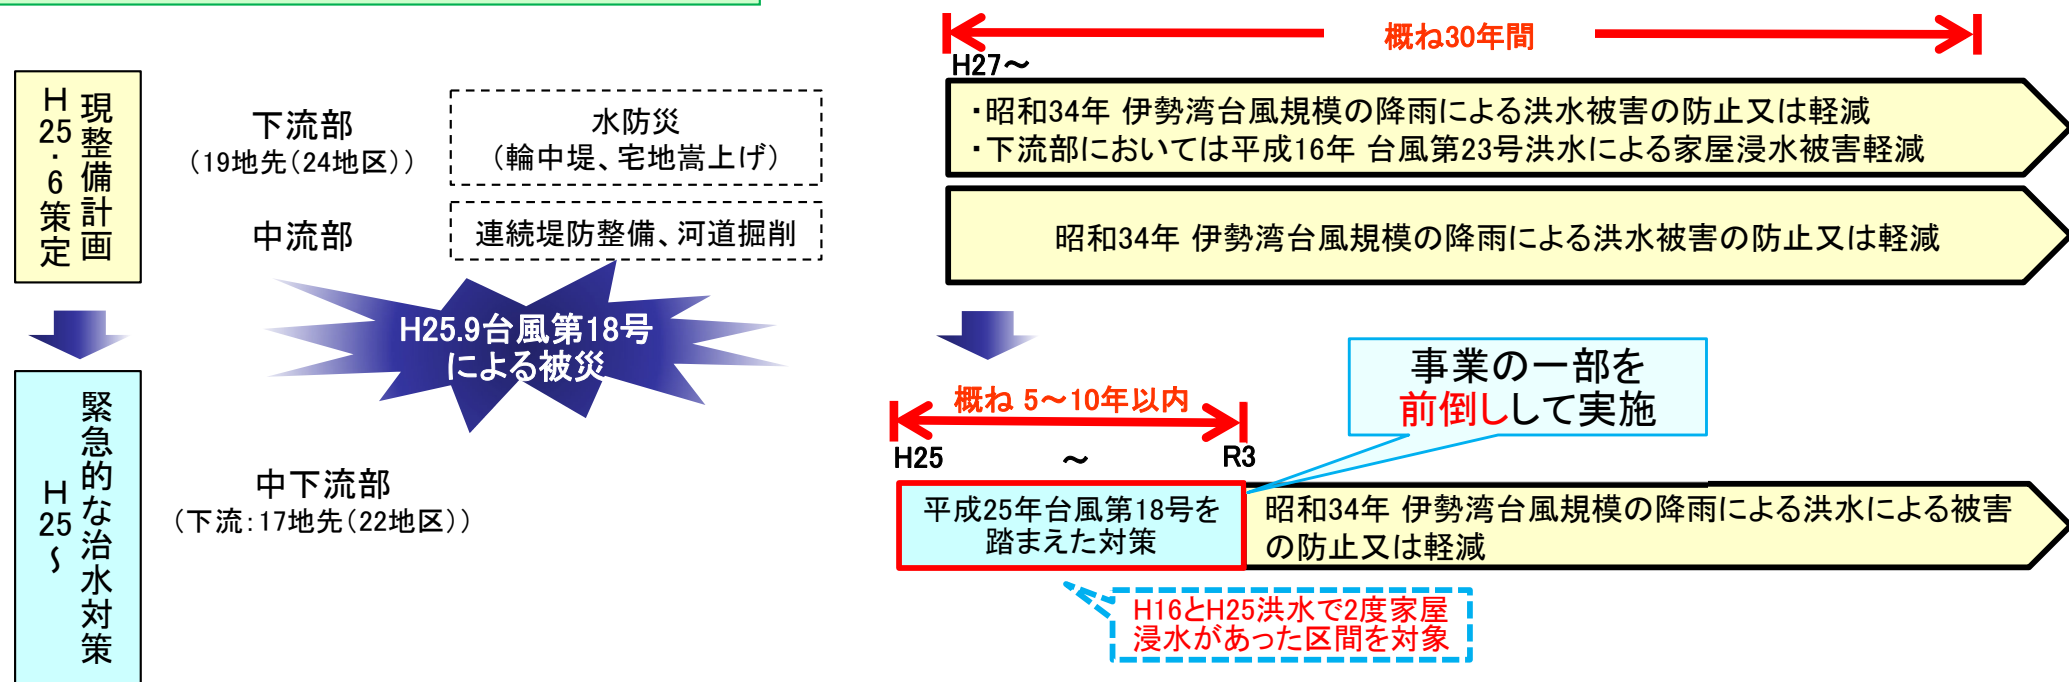 現整備計画
H25・6策定
下流部
（19地先（24地区））
水防災
（輪中堤、宅地嵩上げ）
中流部
連続堤防整備、河道掘削
概ね30年間
H27～
・昭和34年 伊勢湾台風規模の降雨による洪水被害の防止又は軽減
・下流部においては平成16年 台風第23号洪水による家屋浸水被害軽減
昭和34年 伊勢湾台風規模の降雨による洪水被害の防止又は軽減
H25.9台風第18号
による被災
緊急的な治水対策
H25～
中下流部
（下流：17地先（22地区））
概ね 5～10年以内
H25 ～ R3
事業の一部を
前倒しして実施
平成25年台風第18号を
踏まえた対策
昭和34年 伊勢湾台風規模の降雨による洪水による被害
の防止又は軽減
H16とH25洪水で2度家屋
浸水があった区間を対象